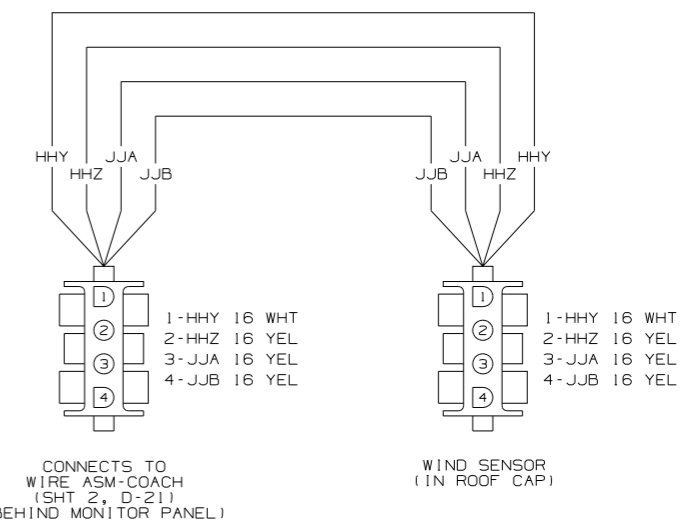 HHY
HHZ
JJA
JJB
JJB
JJA
HHZ
HHY
1
2
3
4
1-HHY 16 WHT
2-HHZ 16 YEL
3-JJA 16 YEL
4-JJB 16 YEL
CONNECTS TO
WIRE ASM-COACH
(SHT 2, D-21)
BEHIND MONITOR PANEL)
1
2
3
4
1-HHY 16 WHT
2-HHZ 16 YEL
3-JJA 16 YEL
4-JJB 16 YEL
WIND SENSOR
(IN ROOF CAP)